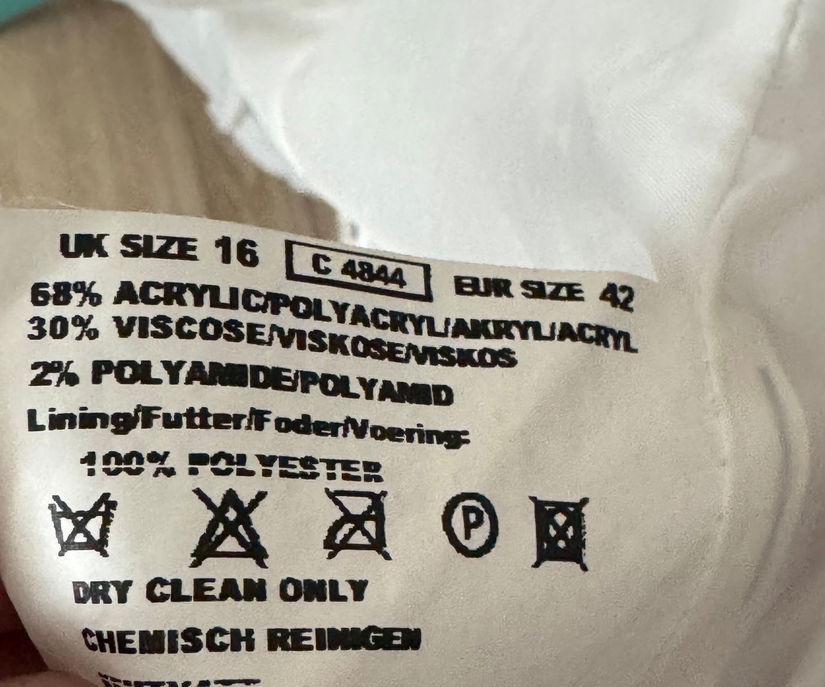 UK SIZE 16 C 4844 EUR SIZE 42
68% ACRYLIC/POLYACRYL/AKRYL/ACRYL
30% VISCOSE/VISKOSE/VISKOS
2% POLYAMIDE/POLYAMID
Lining/Futter/Foder/Voering:
100% POLYESTER
P
DRY CLEAN ONLY
CHEMISCH REINIGEN